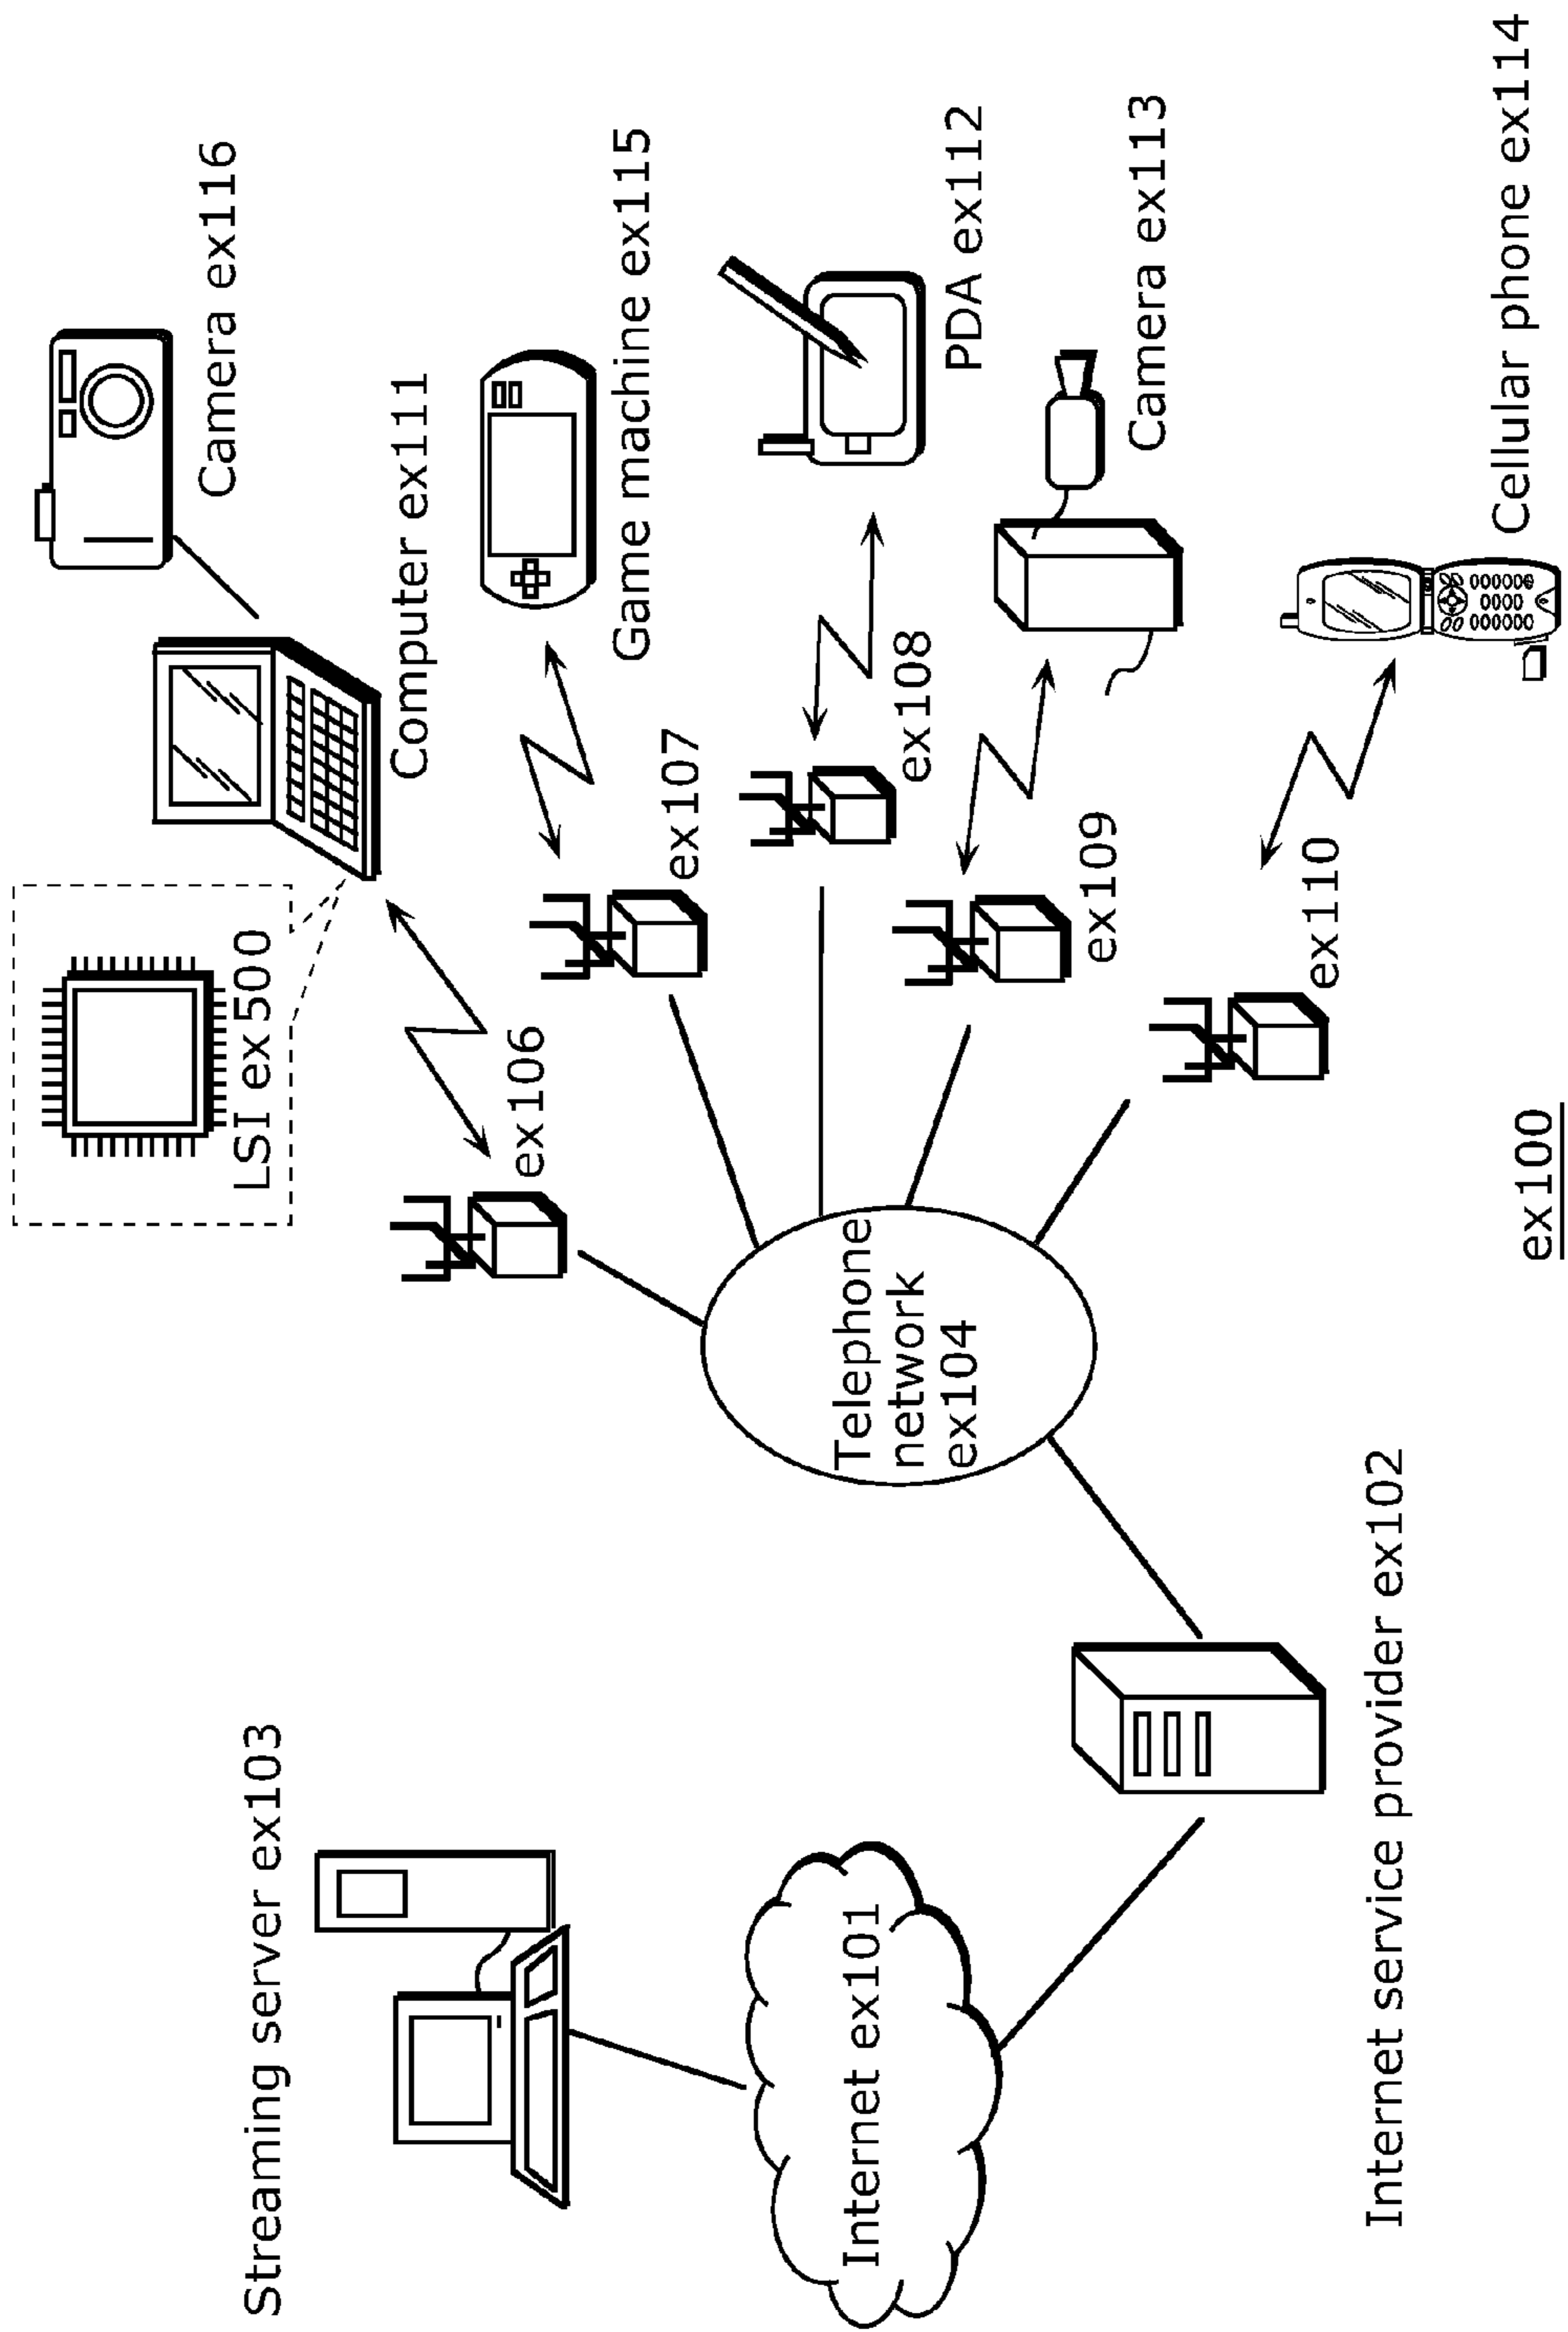 Streaming server ex103
Internet ex101
Internet service provider ex102
Telephone
network
ex104
LSI ex500
ex106
ex107
ex108
ex109
ex110
Camera ex116
Computer ex111
Game machine ex115
PDA ex112
Camera ex113
Cellular phone ex114
ex100